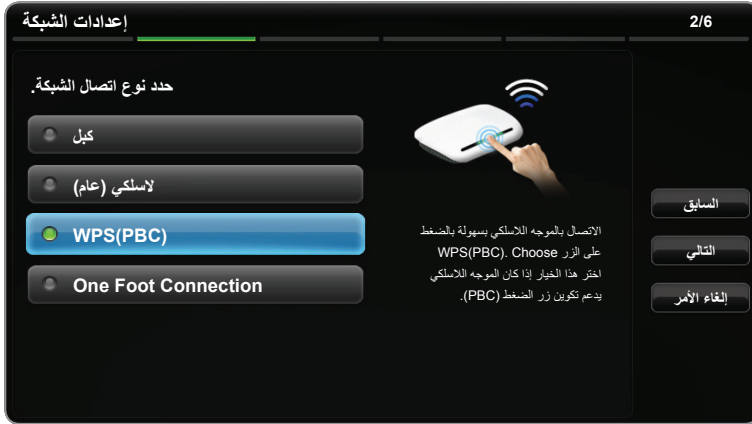 إعدادات الشبكة
2/6
حدد نوع اتصال الشبكة.
كبل
لاسلكي (عام)
WPS(PBC)
One Foot Connection
الاتصال بالموجه اللاسلكي بسهولة بالضغط
على الزر WPS(PBC). Choose
اختر هذا الخيار إذا كان الموجه اللاسلكي
يدعم تكوين زر الضغط (PBC).
السابق
التالي
إلغاء الأمر